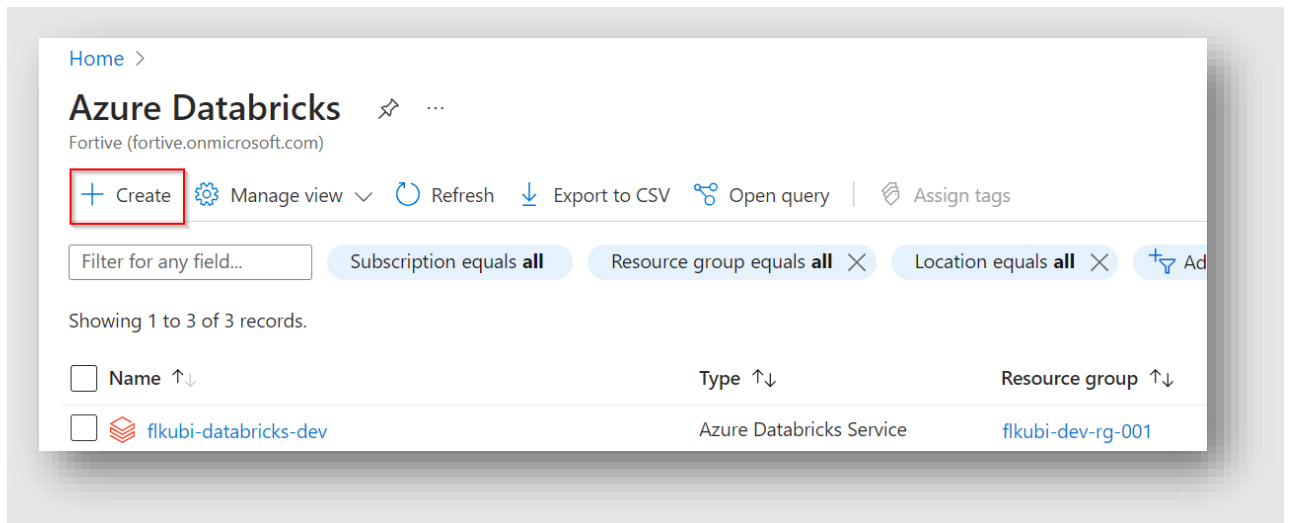 Home >
Azure Databricks ...
Fortive (fortive.onmicrosoft.com)
+ Create Manage view Refresh Export to CSV Open query Assign tags
Filter for any field... Subscription equals all Resource group equals all Location equals all Ad
Showing 1 to 3 of 3 records.
Name ↑↓ Type ↑↓ Resource group ↑↓
flkubi-databricks-dev Azure Databricks Service flkubi-dev-rg-001